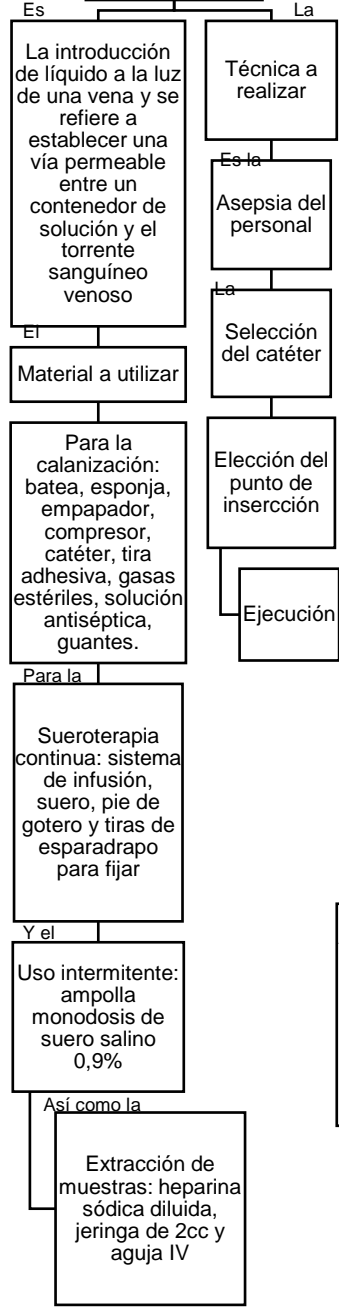 Es
La introducción
de líquido a la luz
de una vena y se
refiere a
establecer una
vía permeable
entre un
contenedor de
solución y el
torrente
sanguíneo
venoso
El
Material a utilizar
Para la
calanización:
batea, esponja,
empapador,
compresor,
catéter, tira
adhesiva, gasas
estériles, solución
antiséptica,
guantes.
Para la
Sueroterapia
continua: sistema
de infusión,
suero, pie de
gotero y tiras de
esparadrapo
para fijar
Y el
Uso intermitente:
ampolla
monodosis de
suero salino
0,9%
Así como la
Extracción de
muestras: heparina
sódica diluida,
jeringa de 2cc y
aguja IV
La
Técnica a
realizar
Es la
Asepsia del
personal
La
Selección
del catéter
Elección del
punto de
insercción
Ejecución